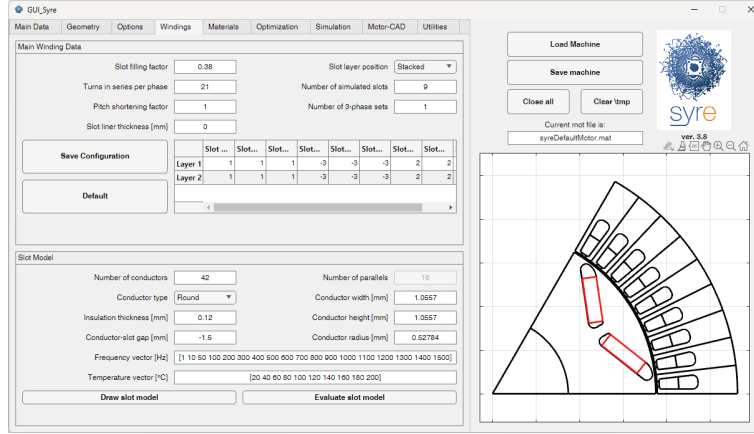 GUI_Syre
Main Data Geometry Options Windings Materials Optimization Simulation Motor-CAD Utilities
Main Winding Data
Slot filling factor 0.38 Slot layer position Stacked
Turns in series per phase 21 Number of simulated slots 9
Pitch shortening factor 1 Number of 3-phase sets 1
Slot liner thickness [mm] 0
Save Configuration
Default
Slot ... Slot... Slot... Slot... Slot... Slot... Slot...
Layer 1 1 1 1 -3 -3 -3 2 2
Layer 2 1 1 1 -3 -3 -3 2 2
Slot Model
Number of conductors 42 Number of parallels 16
Conductor type Round Conductor width [mm] 1.0557
Insulation thickness [mm] 0.12 Conductor height [mm] 1.0557
Conductor-slot gap [mm] -1.5 Conductor radius [mm] 0.52784
Frequency vector [Hz] [1 10 50 100 200 300 400 500 600 700 800 900 1000 1100 1200 1300 1400 1500]
Temperature vector [°C] [20 40 60 80 100 120 140 160 180 200]
Draw slot model Evaluate slot model
Load Machine
Save machine
Close all Clear \tmp
Current mot file is:
syreDefaultMotor.mat
syre
ver. 3.8